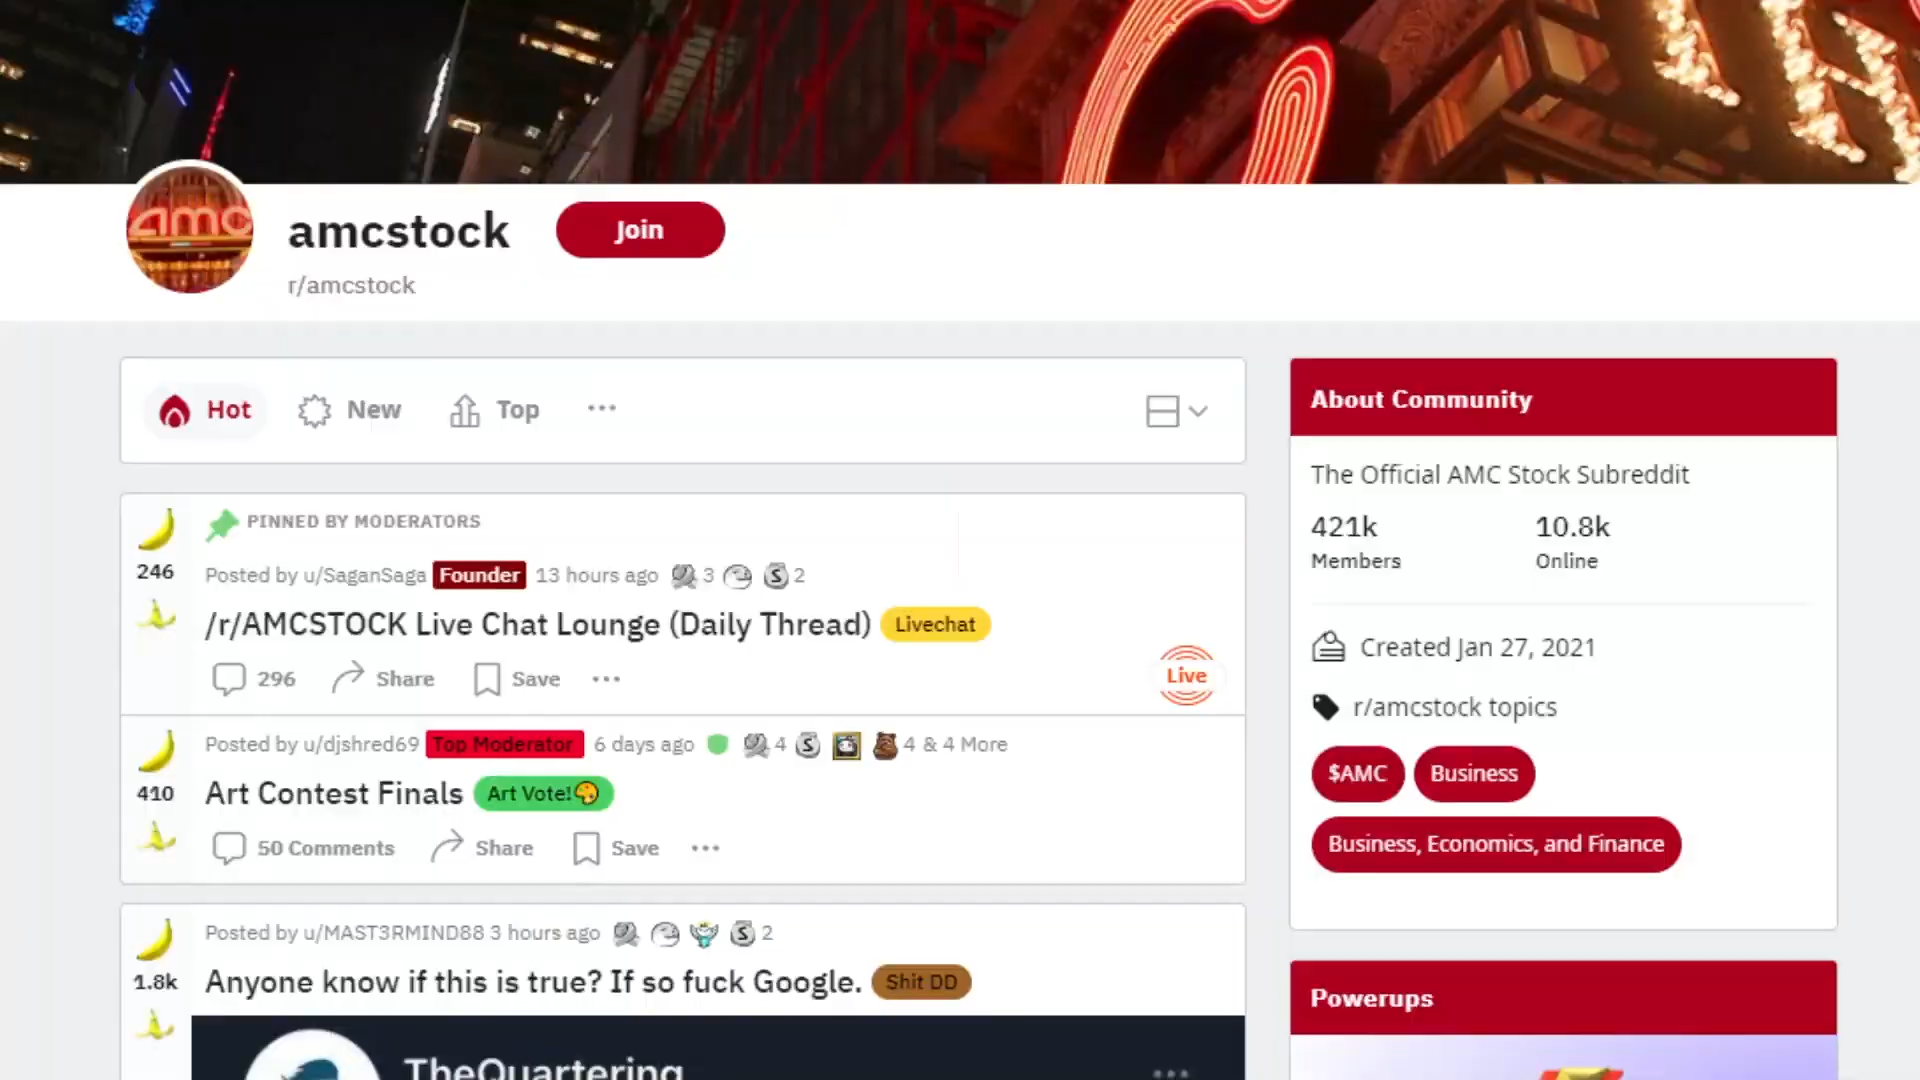 amc
amcstock
Join
r/amcstock
Hot
New
Top
About Community
The Official AMC Stock Subreddit
421k
10.8k
Members
Online
Created Jan 27, 2021
r/amcstock topics
$AMC
Business
Business, Economics, and Finance
Powerups
PINNED BY MODERATORS
246
Posted by u/SaganSaga Founder 13 hours ago 3 2
/r/AMCSTOCK Live Chat Lounge (Daily Thread) Livechat
296 Share Save
Live
Posted by u/djshred69 Top Moderator 6 days ago 4 4 & 4 More
410
Art Contest Finals Art Vote!
50 Comments Share Save
Posted by u/MAST3RMIND88 3 hours ago 2
1.8k
Anyone know if this is true? If so fuck Google. Shit DD
TheQuartering